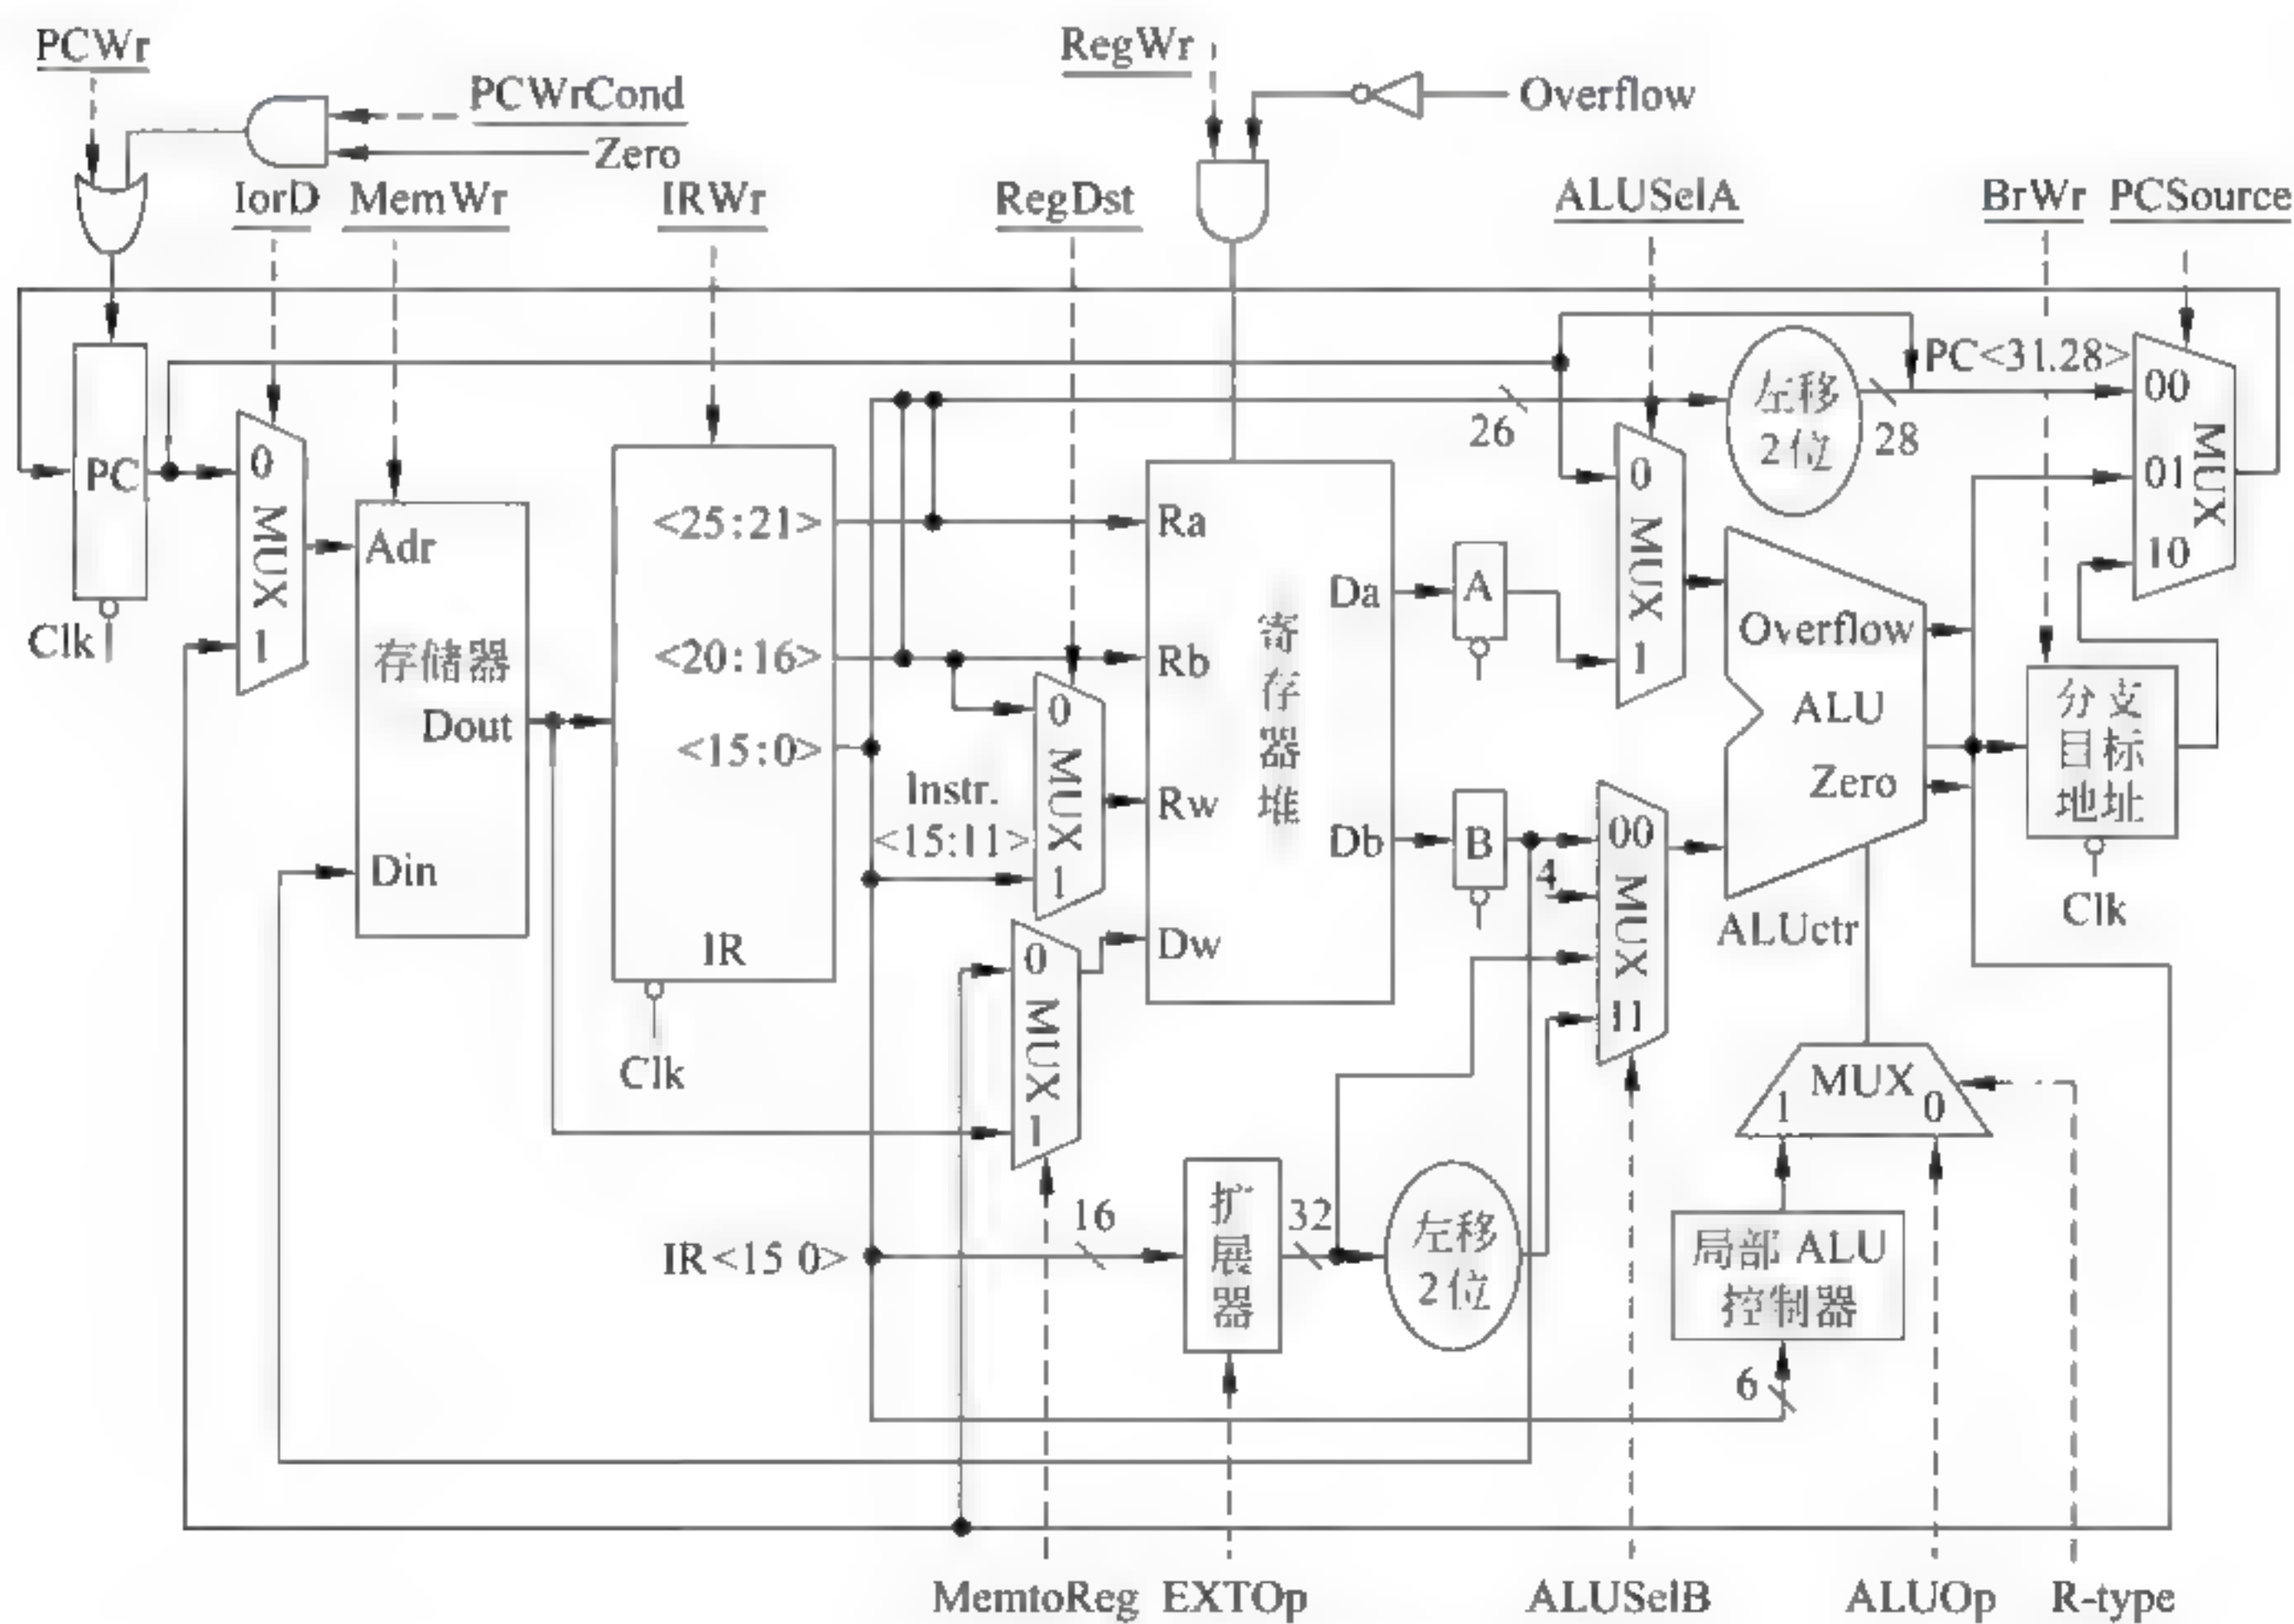 PCWr
PCWrCond
Zero
RegWr
Overflow
IorD
MemWr
IRWr
RegDst
ALUSelA
BrWr
PCSource
PC
Clk
0
MUX
1
Adr
存储器
Dout
Din
<25:21>
<20:16>
<15:0>
IR
Clk
Instr.
<15:11>
0
MUX
1
0
MUX
1
Ra
Rb
Rw
Dw
寄存器堆
Da
Db
A
B
4
26
左移
2位
28
PC<31.28>
00
01
10
MUX
0
MUX
1
00
MUX
11
Overflow
ALU
Zero
ALUctr
分支
目标
地址
Clk
MUX
1
0
局部 ALU
控制器
6
IR<15 0>
16
扩展器
32
左移
2位
MemtoReg
EXTOp
ALUSelB
ALUOp
R-type